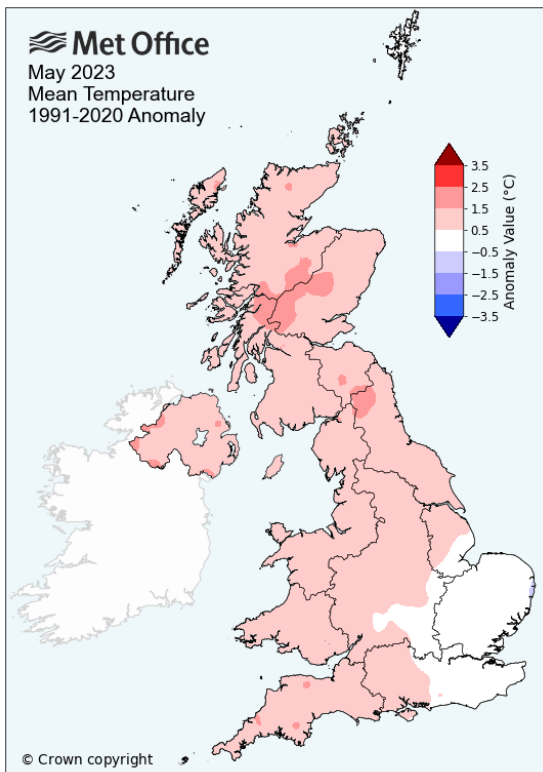 Met Office
May 2023
Mean Temperature
1991-2020 Anomaly
3.5
2.5
1.5
0.5
−0.5
−1.5
−2.5
−3.5
Anomaly Value (°C)
© Crown copyright